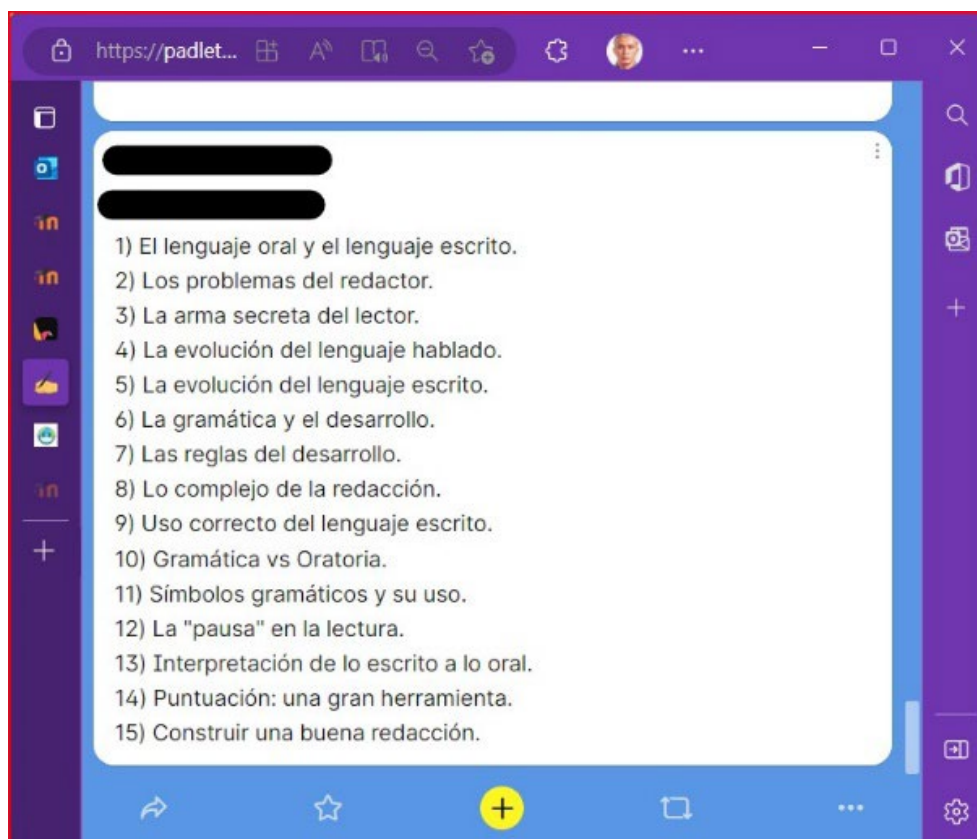 https://padlet...
1) El lenguaje oral y el lenguaje escrito.
2) Los problemas del redactor.
3) La arma secreta del lector.
4) La evolución del lenguaje hablado.
5) La evolución del lenguaje escrito.
6) La gramática y el desarrollo.
7) Las reglas del desarrollo.
8) Lo complejo de la redacción.
9) Uso correcto del lenguaje escrito.
10) Gramática vs Oratoria.
11) Símbolos gramáticos y su uso.
12) La "pausa" en la lectura.
13) Interpretación de lo escrito a lo oral.
14) Puntuación: una gran herramienta.
15) Construir una buena redacción.